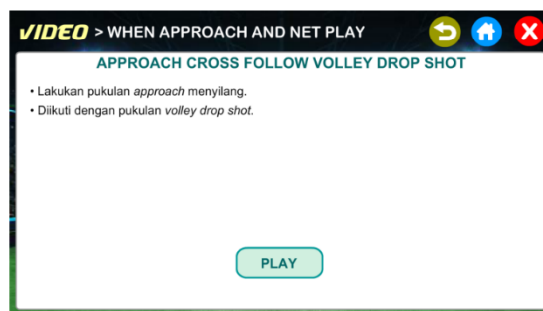 VIDEO > WHEN APPROACH AND NET PLAY
APPROACH CROSS FOLLOW VOLLEY DROP SHOT
• Lakukan pukulan approach menyilang.
• Diikuti dengan pukulan volley drop shot.
PLAY